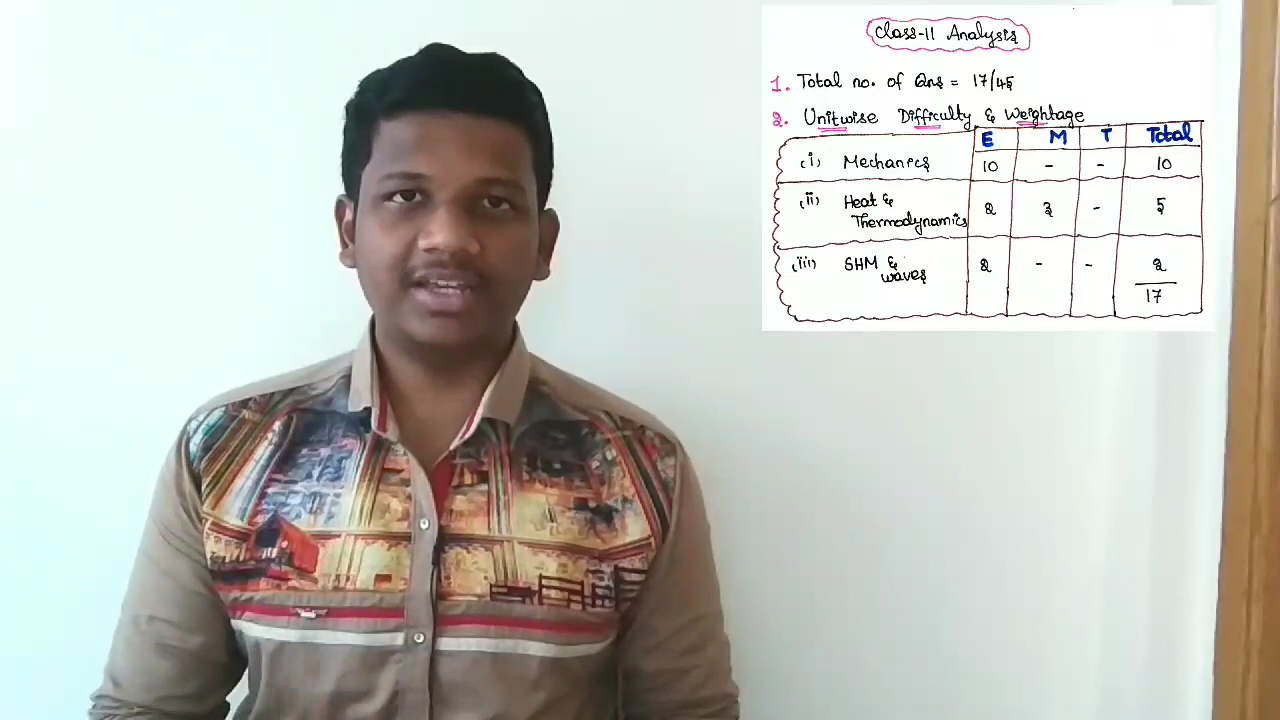 Class-11 Analysis
1. Total no. of Qns = 17/45
2. Unitwise Difficulty & Weightage
E M T Total
(i) Mechanics 10 - - 10
(ii) Heat & Thermodynamics 2 3 - 5
(iii) SHM & waves 2 - - 2
17